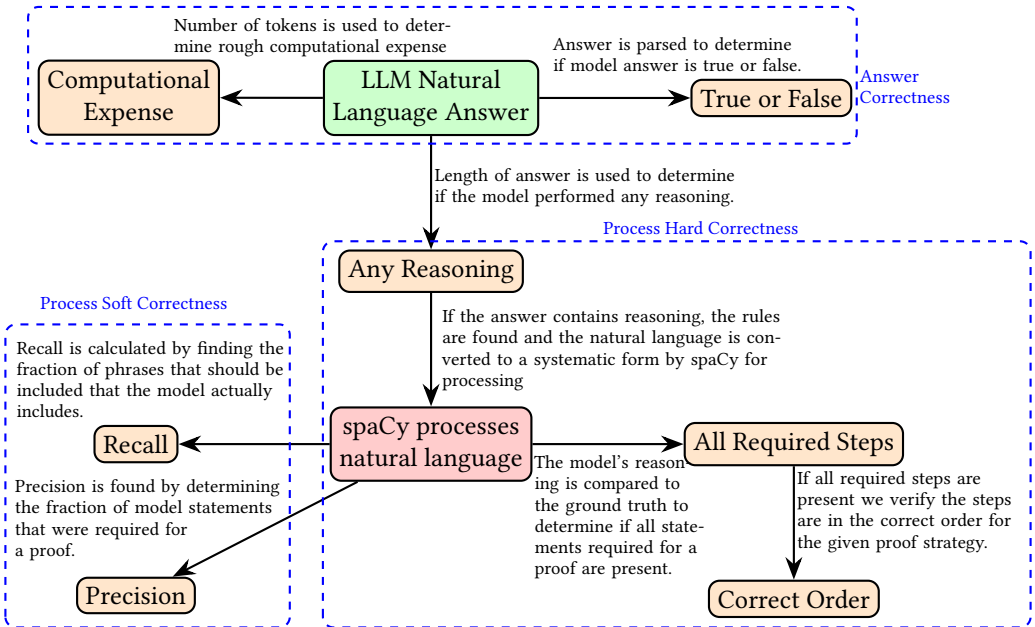 Number of tokens is used to deter-
mine rough computational expense
Answer is parsed to determine
if model answer is true or false.
Computational
Expense
LLM Natural
Language Answer
True or False
Answer
Correctness
Length of answer is used to determine
if the model performed any reasoning.
Process Hard Correctness
Any Reasoning
If the answer contains reasoning, the rules
are found and the natural language is con-
verted to a systematic form by spaCy for
processing
Process Soft Correctness
Recall is calculated by finding the
fraction of phrases that should be
included that the model actually
includes.
Recall
spaCy processes
natural language
All Required Steps
The model's reason-
ing is compared to
the ground truth to
determine if all state-
ments required for a
proof are present.
If all required steps are
present we verify the steps
are in the correct order for
the given proof strategy.
Precision is found by determining
the fraction of model statements
that were required for
a proof.
Precision
Correct Order